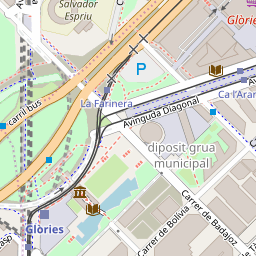 Salvador
Espriu
Glòries
P
carril bus
La Farinera
Avinguda Diagonal
Ca l'Aran
diposit grua
municipal
Glòries
Carrer de Bolívia
Carrer de Badajoz